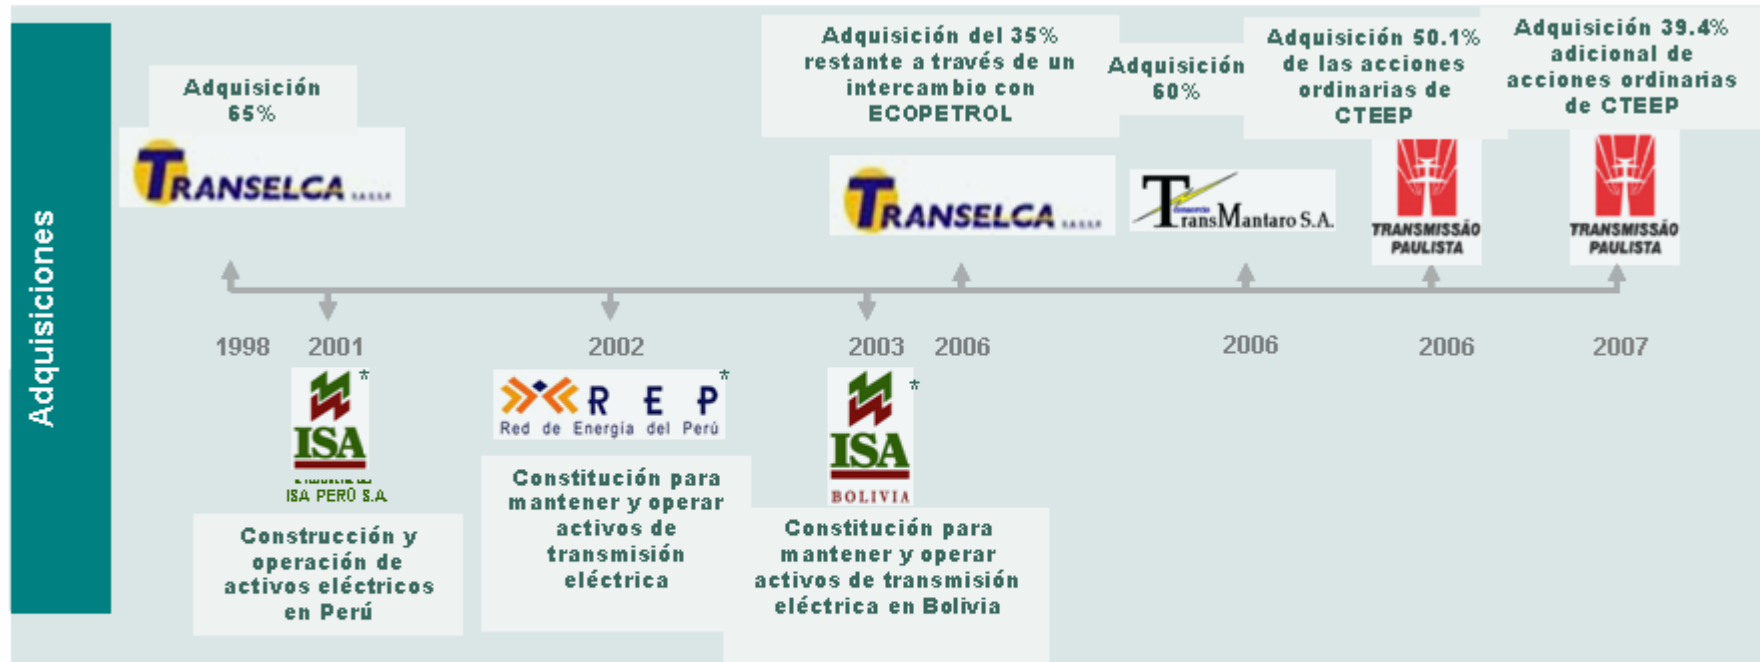 Adquisiciones
Adquisición
65%
TRANSELCA
Adquisición del 35%
restante a través de un
intercambio con
ECOPETROL
TRANSELCA
Adquisición
60%
Consorcio
TransMantaro S.A.
Adquisición 50.1%
de las acciones
ordinarias de
CTEEP
TRANSMISSÃO
PAULISTA
Adquisición 39.4%
adicional de
acciones ordinarias
de CTEEP
TRANSMISSÃO
PAULISTA
1998 2001 2002 2003 2006 2006 2006 2007
*
ISA
ISA PERÚ S.A.
Construcción y
operación de
activos eléctricos
en Perú
*
R E P
Red de Energía del Perú
Constitución para
mantener y operar
activos de
transmisión
eléctrica
*
ISA
BOLIVIA
Constitución para
mantener y operar
activos de transmisión
eléctrica en Bolivia